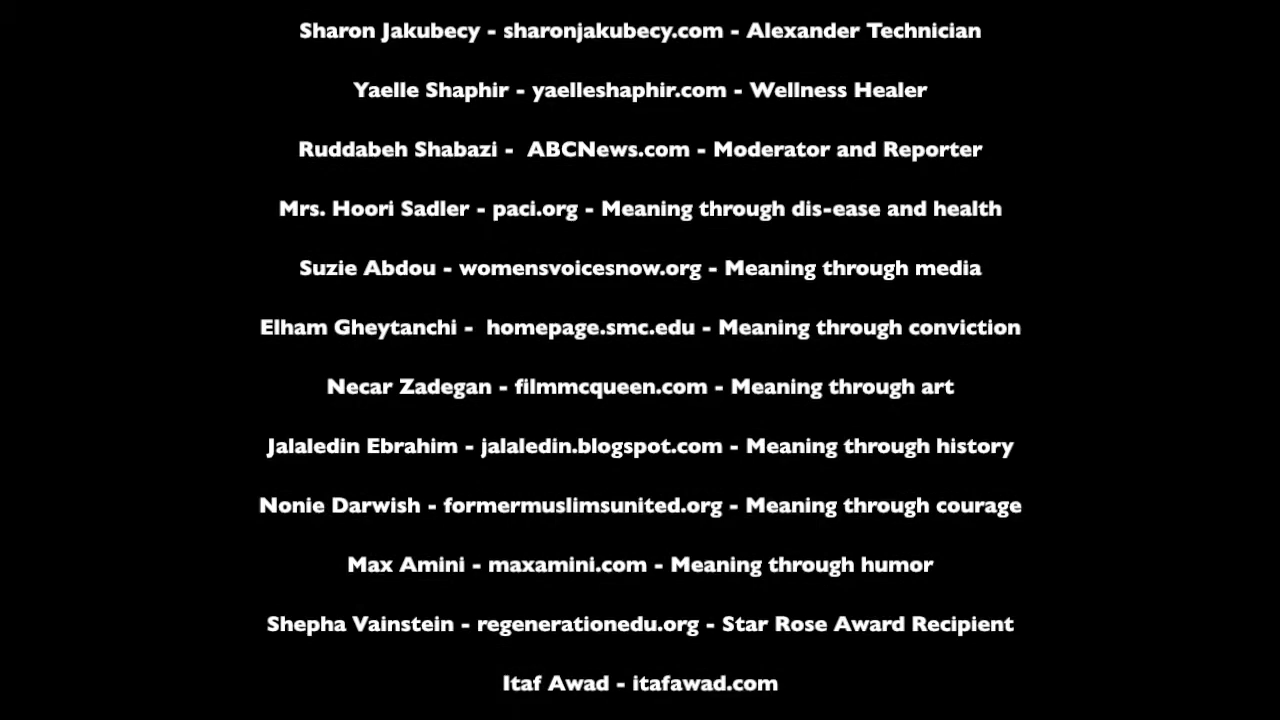 Sharon Jakubecy - sharonjakubecy.com - Alexander Technician
Yaelle Shaphir - yaelleshaphir.com - Wellness Healer
Ruddabeh Shabazi -  ABCNews.com - Moderator and Reporter
Mrs. Hoori Sadler - paci.org - Meaning through dis-ease and health
Suzie Abdou - womensvoicesnow.org - Meaning through media
Elham Gheytanchi -  homepage.smc.edu - Meaning through conviction
Necar Zadegan - filmmcqueen.com - Meaning through art
Jalaledin Ebrahim - jalaledin.blogspot.com - Meaning through history
Nonie Darwish - formermuslimsunited.org - Meaning through courage
Max Amini - maxamini.com - Meaning through humor
Shepha Vainstein - regenerationedu.org - Star Rose Award Recipient
Itaf Awad - itafawad.com